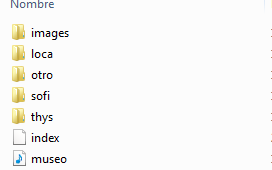 Nombre
images
loca
otro
sofi
thys
index
museo